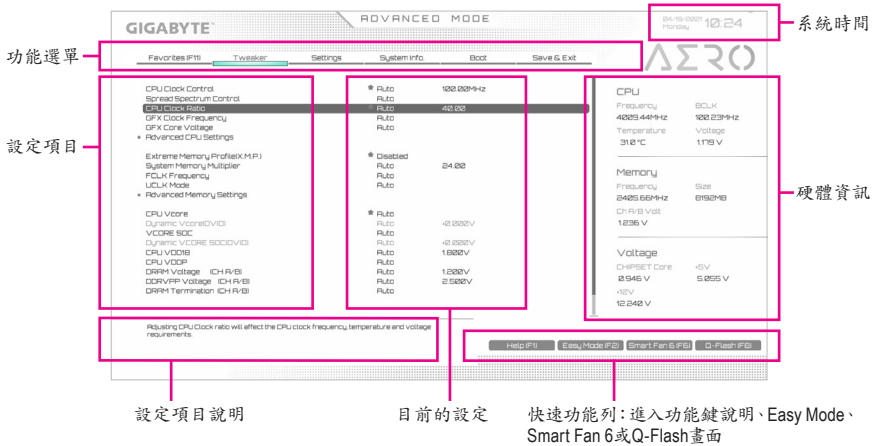 GIGABYTE™
ADVANCED MODE
04/19/2021
Monday
10:24
系統時間
功能選單
Favorites (F11) Tweaker Settings System Info. Boot Save & Exit
AERO
設定項目
CPU Clock Control ★ Auto 100.00MHz
Spread Spectrum Control Auto
CPU Clock Ratio Auto 40.00
GFX Clock Frequency Auto
GFX Core Voltage Auto
Advanced CPU Settings
Extreme Memory Profile(X.M.P.) ★ Disabled
System Memory Multiplier Auto 24.00
FCLK Frequency Auto
UCLK Mode Auto
Advanced Memory Settings
CPU Vcore ★ Auto
Dynamic Vcore(DVID) Auto +0.000V
VCORE SOC Auto
Dynamic VCORE SOC(DVID) Auto +0.000V
CPU VDD18 Auto 1.800V
CPU VDDP Auto
DRAM Voltage (CH A/B) Auto 1.200V
DDRVPP Voltage (CH A/B) Auto 2.500V
DRAM Termination (CH A/B) Auto
CPU
Frequency BCLK
4009.44MHz 100.23MHz
Temperature Voltage
31.0 °C 1.179 V
Memory
Frequency Size
2405.66MHz 8192MB
Ch A/B Volt
1.236 V
Voltage
CHIPSET Core +5V
0.946 V 5.055 V
+12V
12.240 V
硬體資訊
Adjusting CPU Clock ratio will affect the CPU clock frequency, temperature and voltage
requirements.
Help (F1) Easy Mode (F2) Smart Fan 6 (F6) Q-Flash (F8)
設定項目說明
目前的設定
快速功能列：進入功能鍵說明、Easy Mode、
Smart Fan 6或Q-Flash畫面